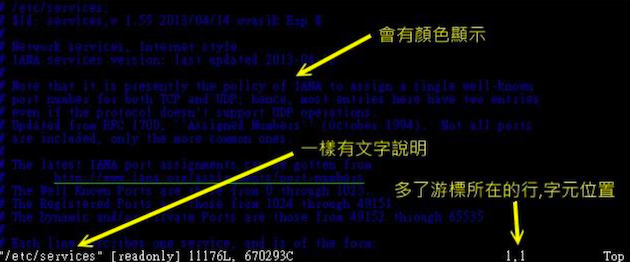 # /etc/services:
# $Id: services,v 1.55 2013/04/14 ovasik Exp $
#
# Network services, Internet style
# IANA services version: last updated 2013
#
# Note that it is presently the policy of IANA to assign a single well-known
# port number for both TCP and UDP; hence, most entries here have two entries
# even if the protocol doesn't support UDP operations.
# Updated from RFC 1700, ``Assigned Numbers'' (October 1994). Not all ports
# are included, only the more common ones.
#
# The latest IANA port assignments can be gotten from
# http://www.iana.org/assignments/port-numbers
# The Well Known Ports are those from 0 through 1023.
# The Registered Ports are those from 1024 through 49151
# The Dynamic and/or Private Ports are those from 49152 through 65535
#
# Each line describes one service, and is of the form:
"/etc/services" [readonly] 11176L, 670293C 1,1 Top
會有顏色顯示
一樣有文字說明
多了游標所在的行,字元位置